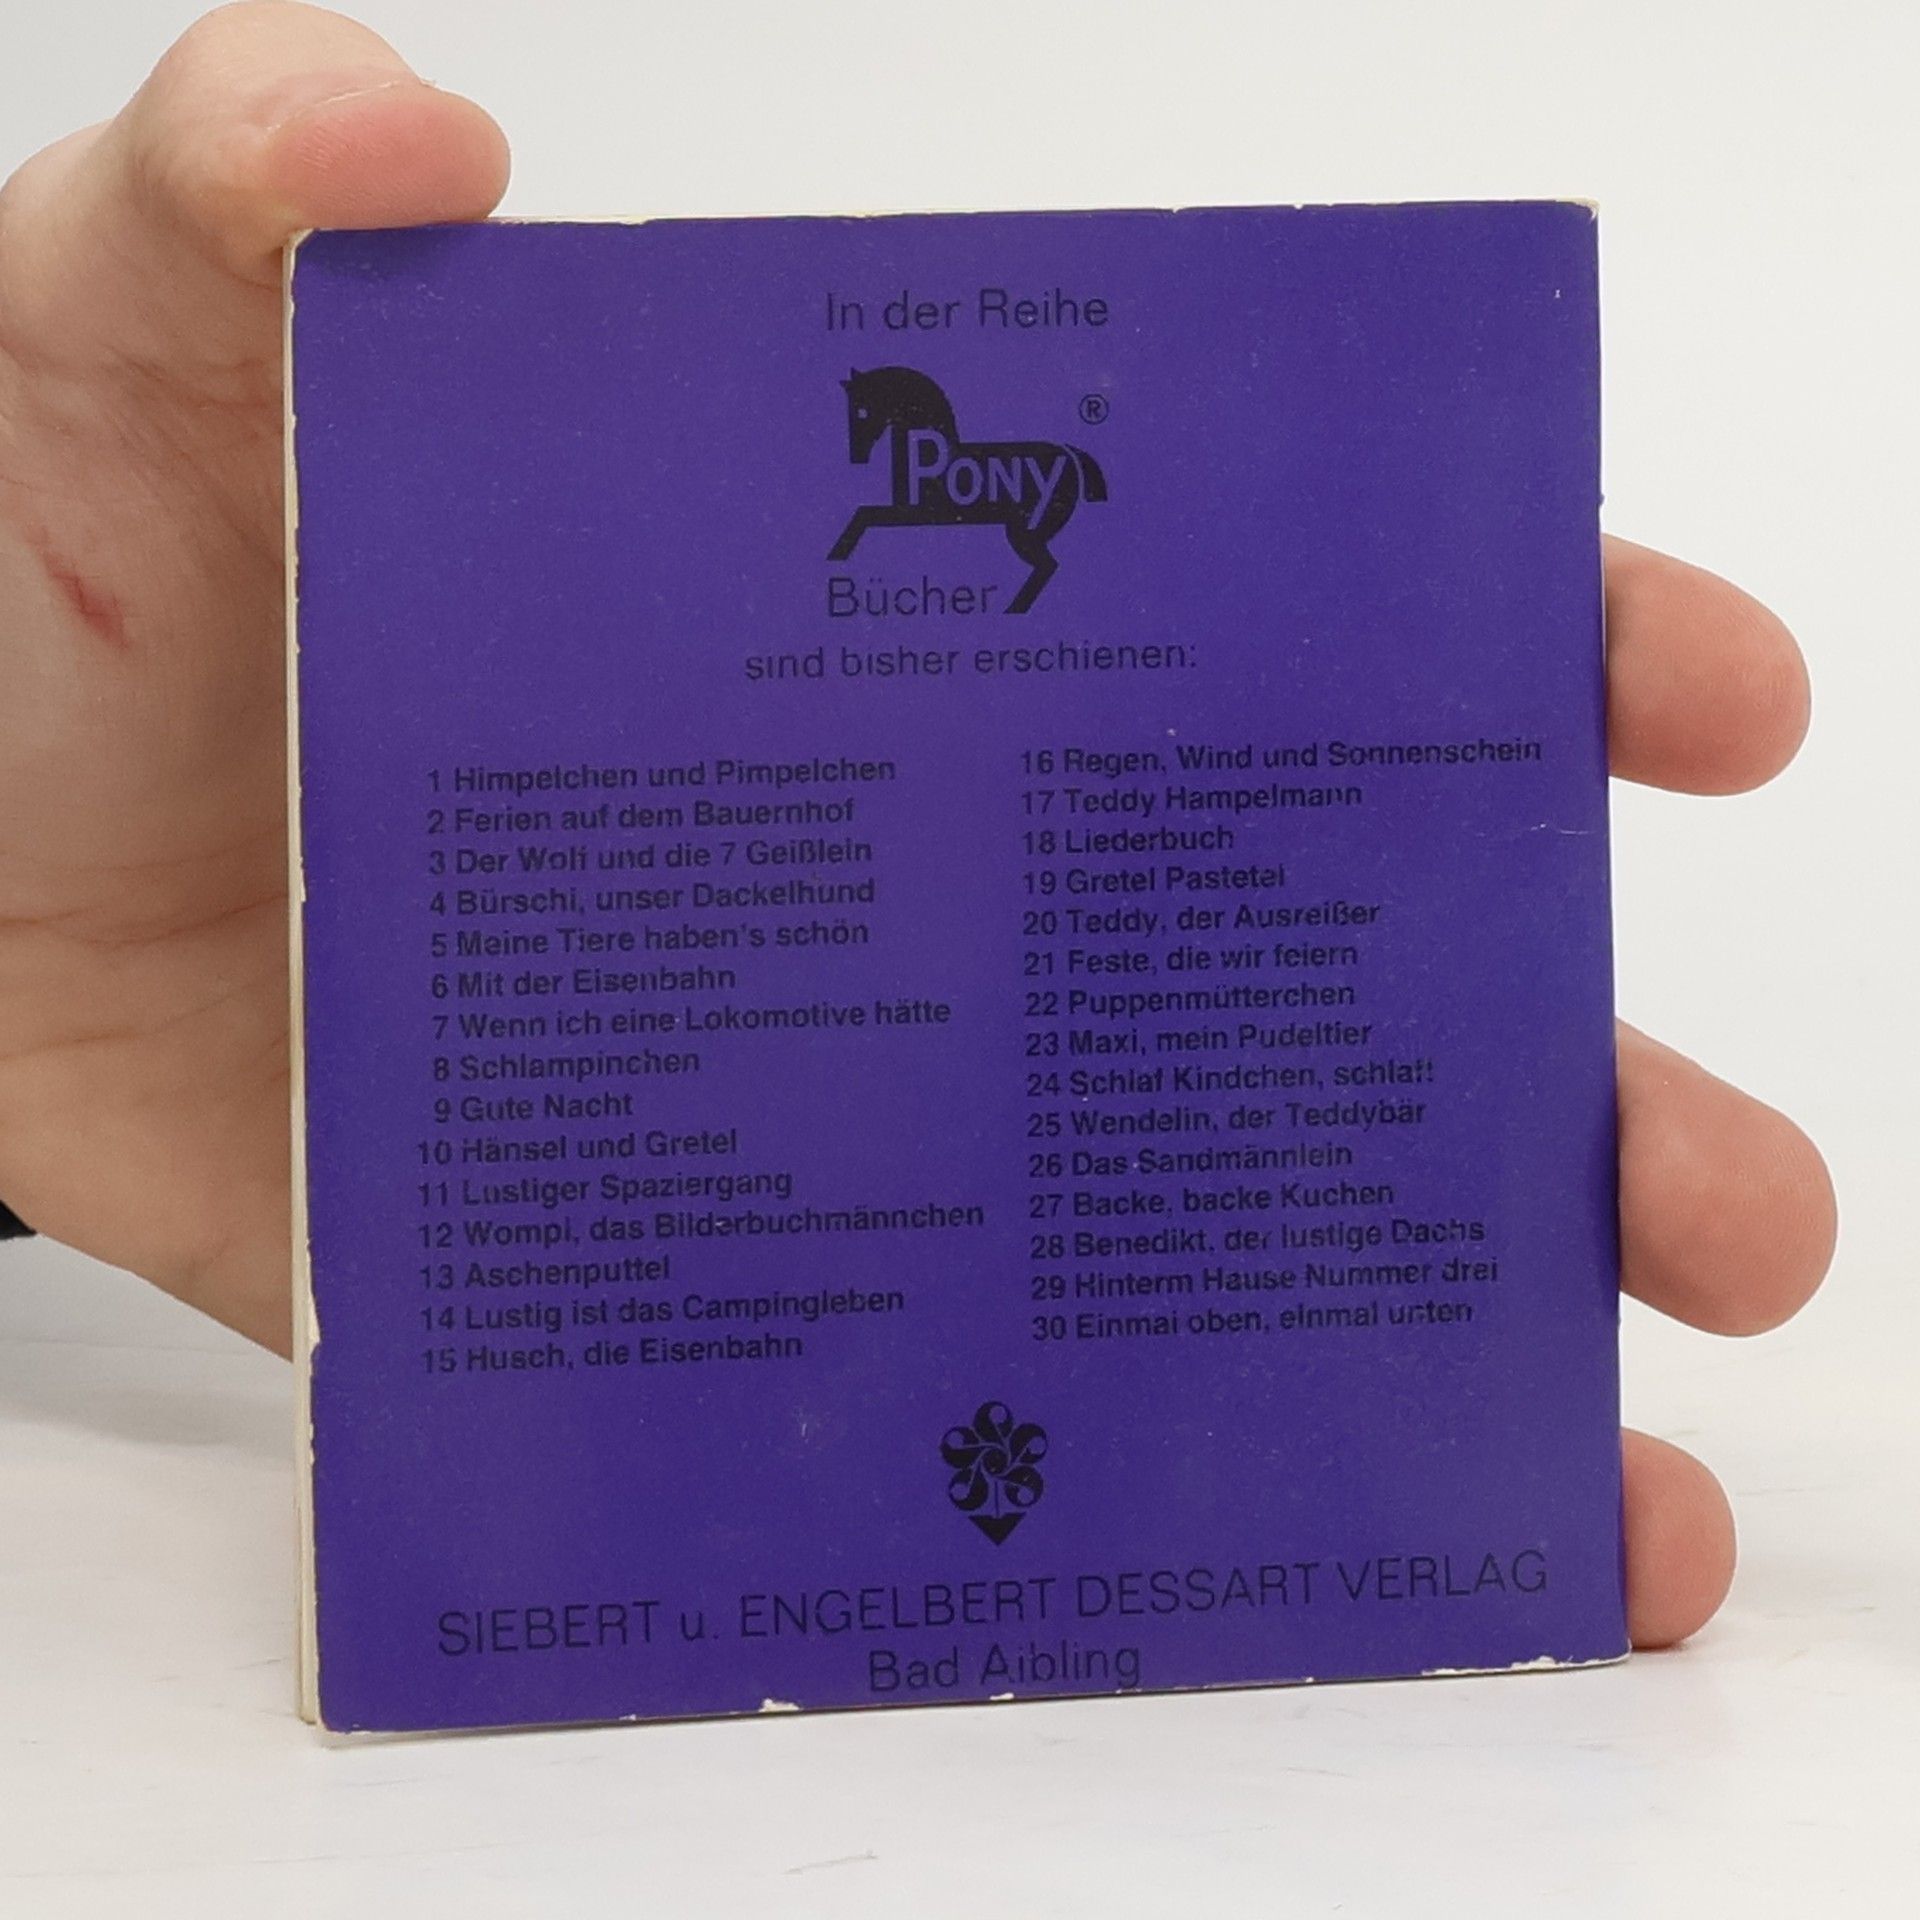 In der Reihe
PONY ®
Bücher
sind bisher erschienen:
1 Himpelchen und Pimpelchen
2 Ferien auf dem Bauernhof
3 Der Wolf und die 7 Geißlein
4 Bürschi, unser Dackelhund
5 Meine Tiere haben's schön
6 Mit der Eisenbahn
7 Wenn ich eine Lokomotive hätte
8 Schlampinchen
9 Gute Nacht
10 Hänsel und Gretel
11 Lustiger Spaziergang
12 Wompi, das Bilderbuchmännchen
13 Aschenputtel
14 Lustig ist das Campingleben
15 Husch, die Eisenbahn
16 Regen, Wind und Sonnenschein
17 Teddy Hampelmann
18 Liederbuch
19 Gretel Pastetel
20 Teddy, der Ausreißer
21 Feste, die wir feiern
22 Puppenmütterchen
23 Maxi, mein Pudeltier
24 Schlaf Kindchen, schlaf!
25 Wendelin, der Teddybär
26 Das Sandmännlein
27 Backe, backe Kuchen
28 Benedikt, der lustige Dachs
29 Hinterm Hause Nummer drei
30 Einmal oben, einmal unten
SIEBERT u. ENGELBERT DESSART VERLAG
Bad Aibling